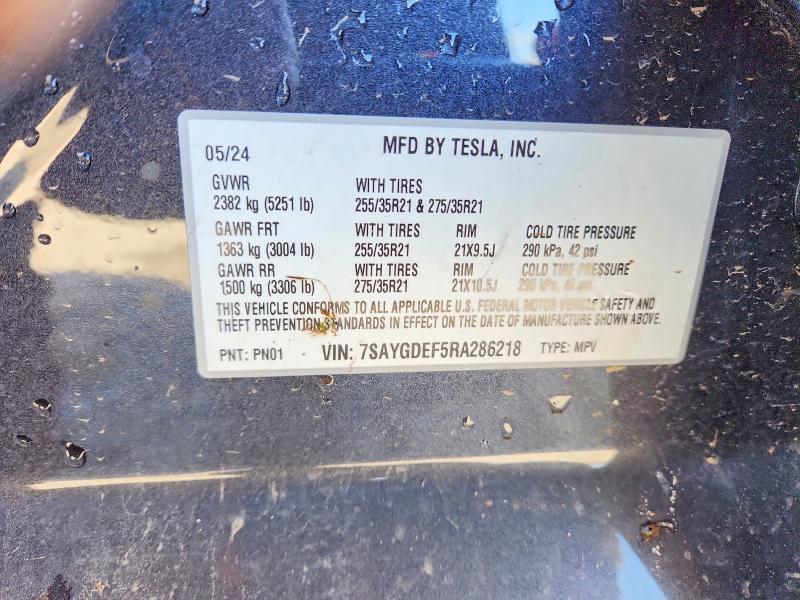 05/24 MFD BY TESLA, INC.
GVWR WITH TIRES
2382 kg (5251 lb) 255/35R21 & 275/35R21
GAWR FRT WITH TIRES RIM COLD TIRE PRESSURE
1363 kg (3004 lb) 255/35R21 21X9.5J 290 kPa, 42 psi
GAWR RR WITH TIRES RIM COLD TIRE PRESSURE
1500 kg (3306 lb) 275/35R21 21X10.5J 290 kPa, 42 psi
THIS VEHICLE CONFORMS TO ALL APPLICABLE U.S. FEDERAL MOTOR VEHICLE SAFETY AND
THEFT PREVENTION STANDARDS IN EFFECT ON THE DATE OF MANUFACTURE SHOWN ABOVE.
PNT: PN01 VIN: 7SAYGDEF5RA286218 TYPE: MPV